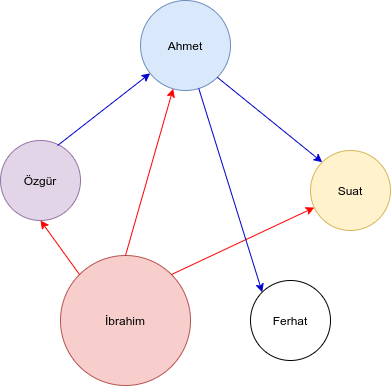 Ahmet
Özgür
Suat
İbrahim
Ferhat